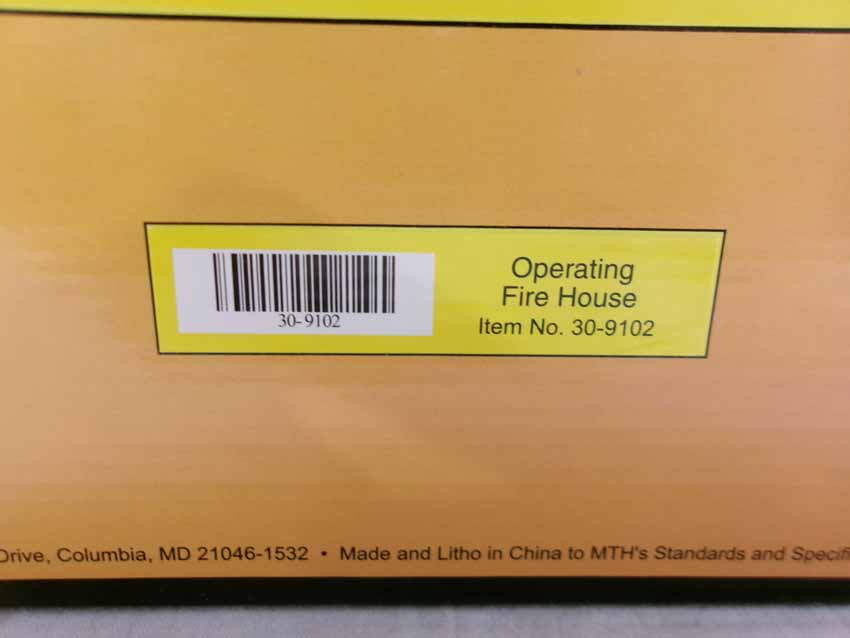 30-9102
Operating
Fire House
Item No. 30-9102
Drive, Columbia, MD 21046-1532 • Made and Litho in China to MTH's Standards and